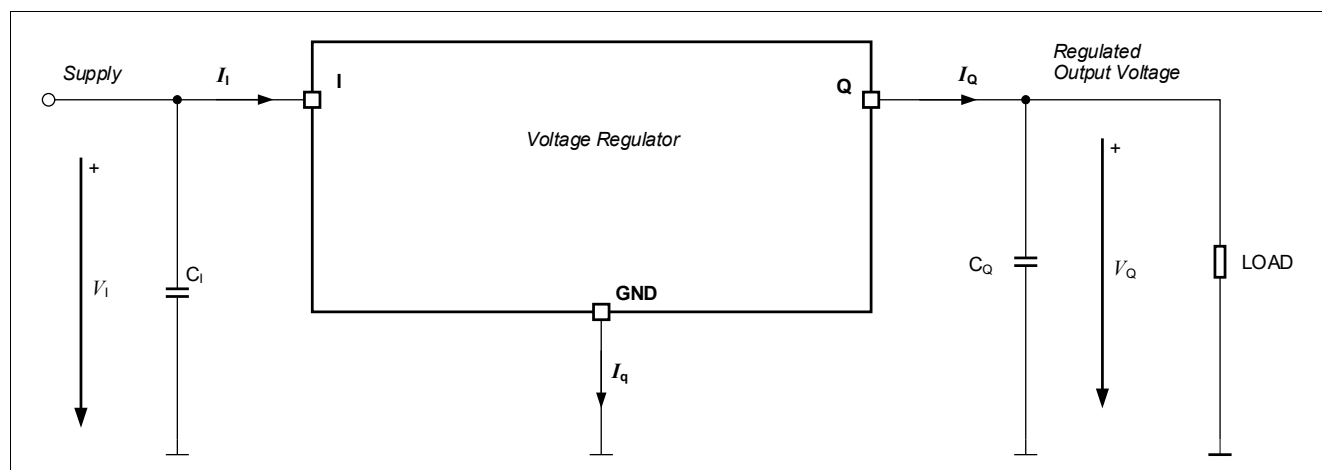 Supply
I_I
I
Q
I_Q
Regulated
Output Voltage
Voltage Regulator
+
+
C_I
V_I
C_Q
V_Q
LOAD
GND
I_q